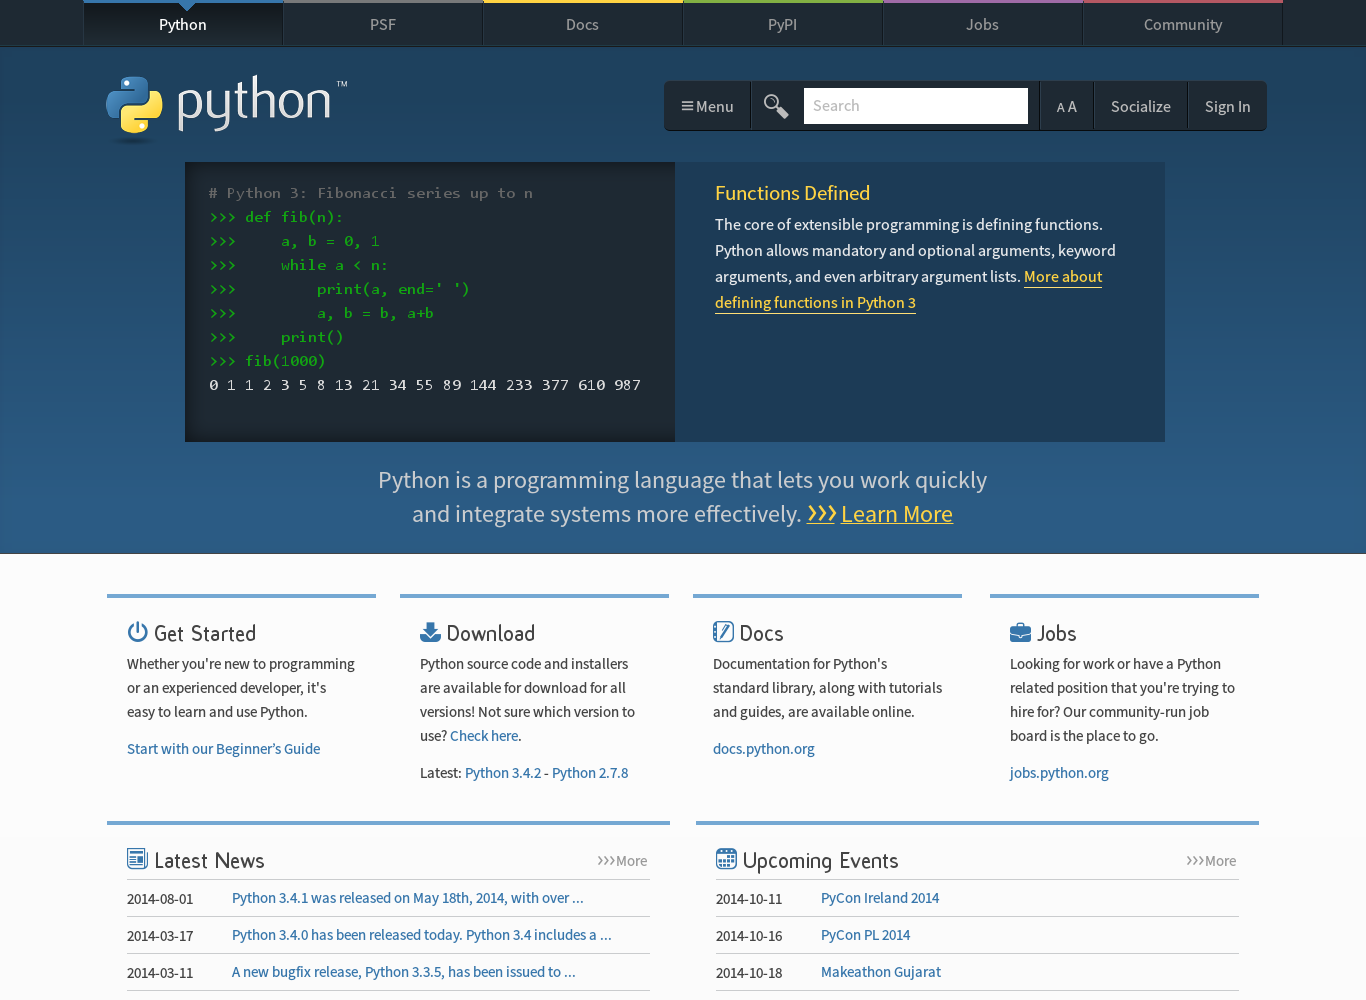 Python
PSF
Docs
PyPI
Jobs
Community
python™
Menu
Search
A A
Socialize
Sign In
# Python 3: Fibonacci series up to n
>>> def fib(n):
>>>     a, b = 0, 1
>>>     while a < n:
>>>         print(a, end=' ')
>>>         a, b = b, a+b
>>>     print()
>>> fib(1000)
0 1 1 2 3 5 8 13 21 34 55 89 144 233 377 610 987
Functions Defined
The core of extensible programming is defining functions.
Python allows mandatory and optional arguments, keyword
arguments, and even arbitrary argument lists. More about
defining functions in Python 3
Python is a programming language that lets you work quickly
and integrate systems more effectively. >>> Learn More
Get Started
Whether you're new to programming
or an experienced developer, it's
easy to learn and use Python.
Start with our Beginner’s Guide
Download
Python source code and installers
are available for download for all
versions! Not sure which version to
use? Check here.
Latest: Python 3.4.2 - Python 2.7.8
Docs
Documentation for Python's
standard library, along with tutorials
and guides, are available online.
docs.python.org
Jobs
Looking for work or have a Python
related position that you're trying to
hire for? Our community-run job
board is the place to go.
jobs.python.org
Latest News
>>>More
2014-08-01 Python 3.4.1 was released on May 18th, 2014, with over ...
2014-03-17 Python 3.4.0 has been released today. Python 3.4 includes a ...
2014-03-11 A new bugfix release, Python 3.3.5, has been issued to ...
Upcoming Events
>>>More
2014-10-11 PyCon Ireland 2014
2014-10-16 PyCon PL 2014
2014-10-18 Makeathon Gujarat